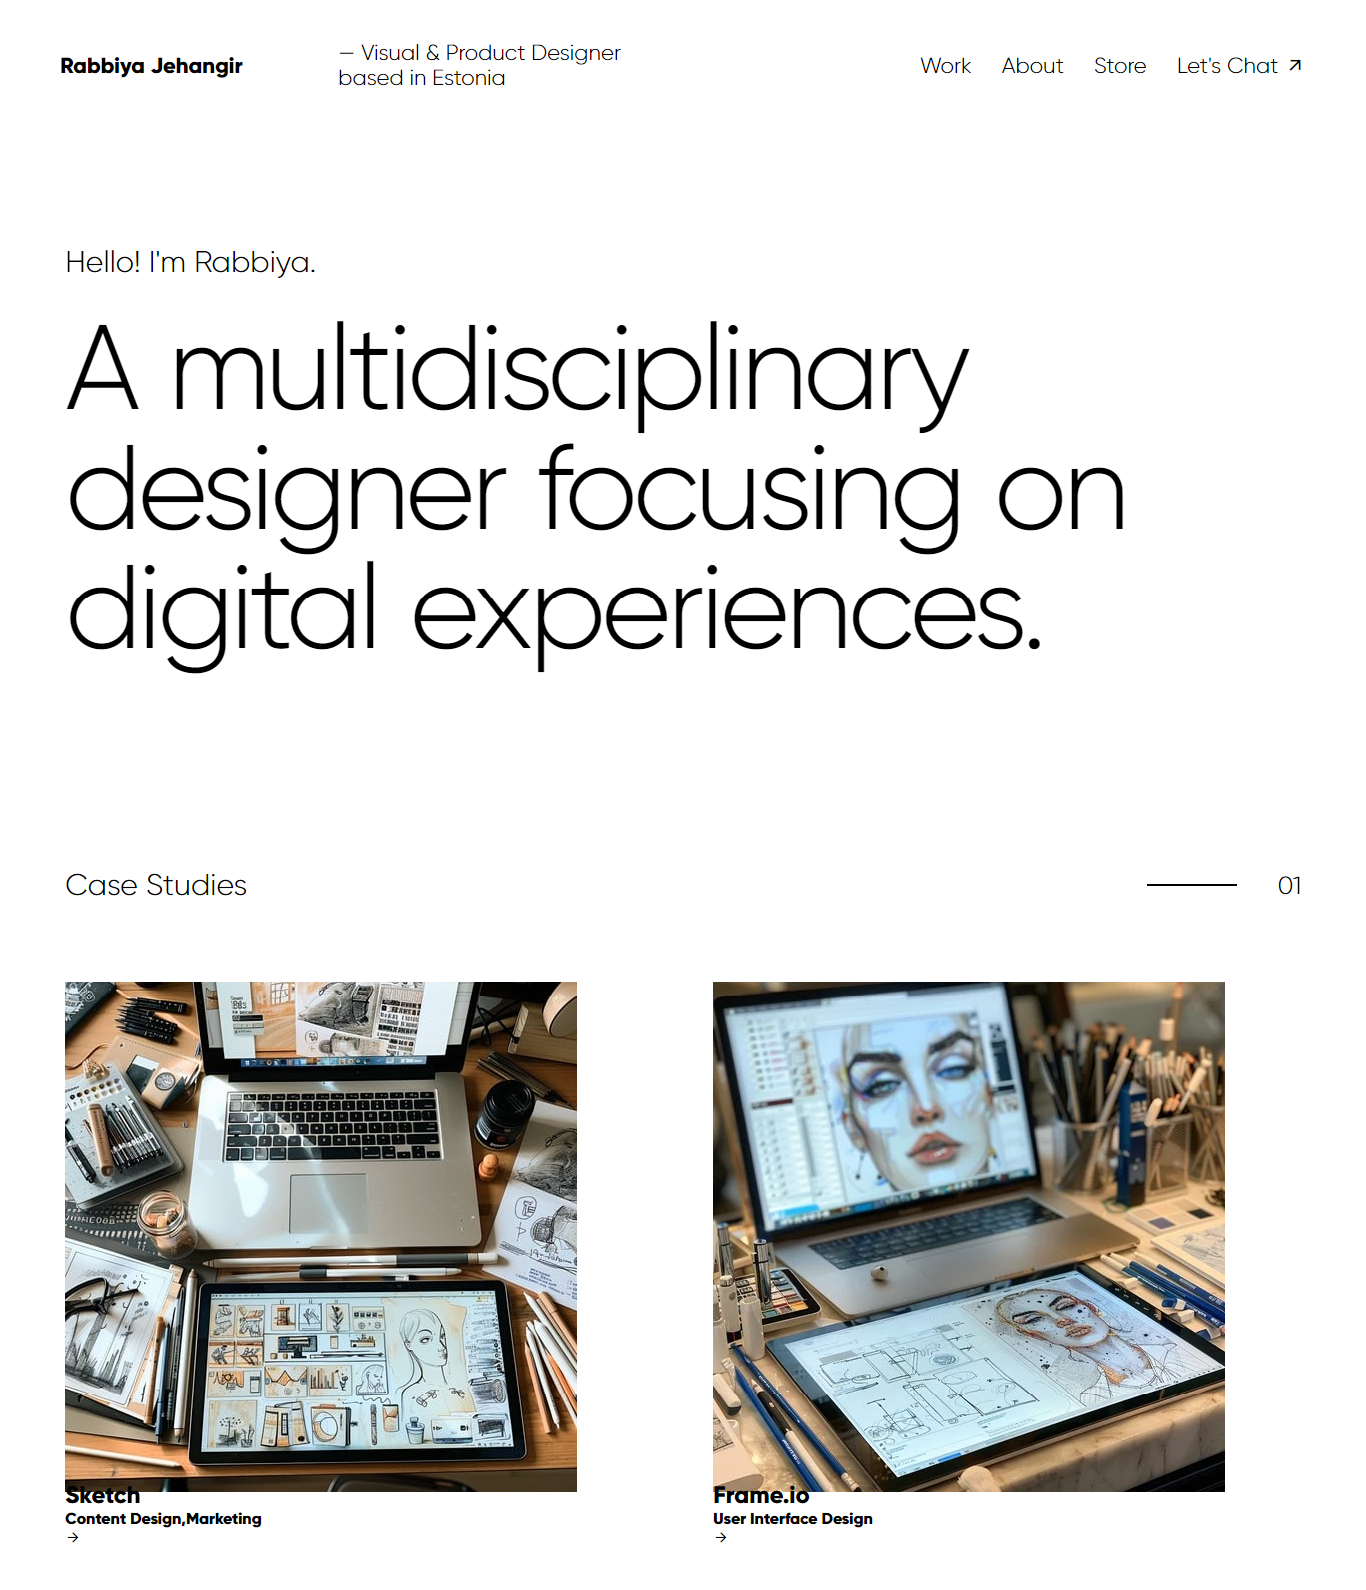 Rabbiya Jehangir
— Visual & Product Designer
based in Estonia
Work About Store Let's Chat ↗
Hello! I'm Rabbiya.
A multidisciplinary
designer focusing on
digital experiences.
Case Studies
01
Sketch
Content Design,Marketing
→
Frame.io
User Interface Design
→